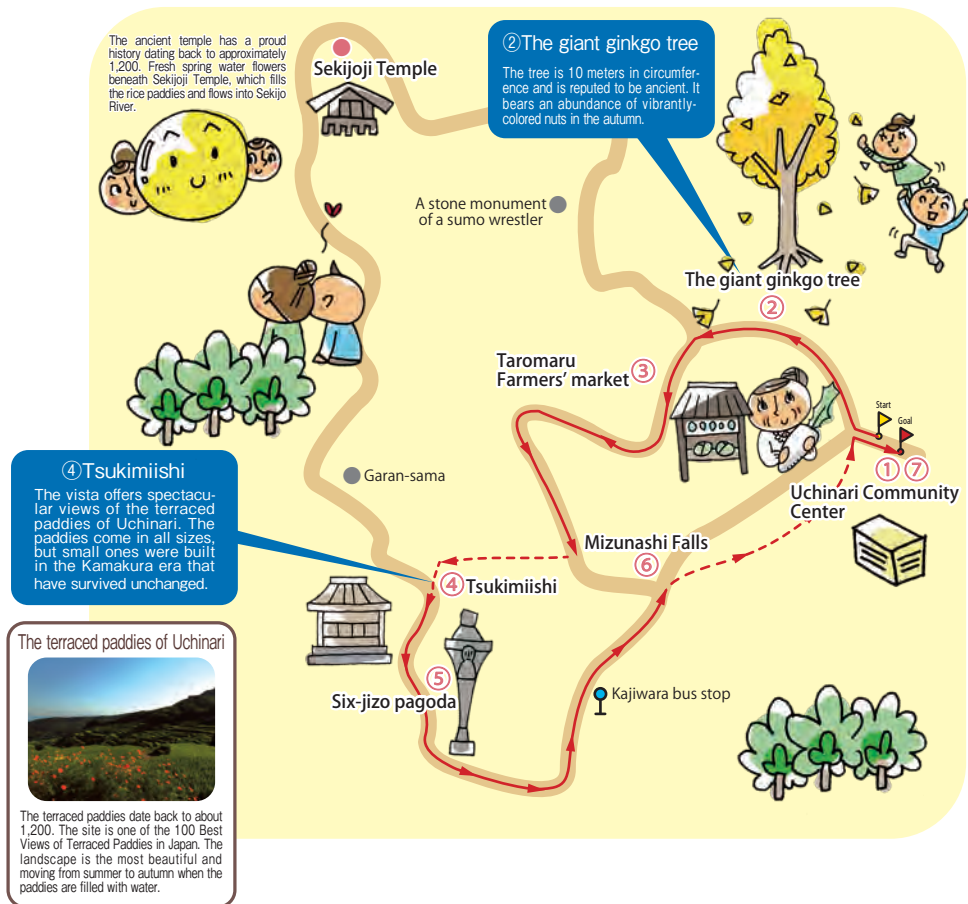 The ancient temple has a proud
history dating back to approximately
1,200. Fresh spring water flowers
beneath Sekijoji Temple, which fills
the rice paddies and flows into Sekijo
River.
Sekijoji Temple
②The giant ginkgo tree
The tree is 10 meters in circumfer-
ence and is reputed to be ancient. It
bears an abundance of vibrantly-
colored nuts in the autumn.
A stone monument
of a sumo wrestler
The giant ginkgo tree
②
Taromaru
Farmers' market ③
Start
Goal
① ⑦
Uchinari Community
Center
④Tsukimiishi
The vista offers spectacu-
lar views of the terraced
paddies of Uchinari. The
paddies come in all sizes,
but small ones were built
in the Kamakura era that
have survived unchanged.
Garan-sama
Mizunashi Falls
⑥
④ Tsukimiishi
⑤
Six-jizo pagoda
Kajiwara bus stop
The terraced paddies of Uchinari
The terraced paddies date back to about
1,200. The site is one of the 100 Best
Views of Terraced Paddies in Japan. The
landscape is the most beautiful and
moving from summer to autumn when the
paddies are filled with water.